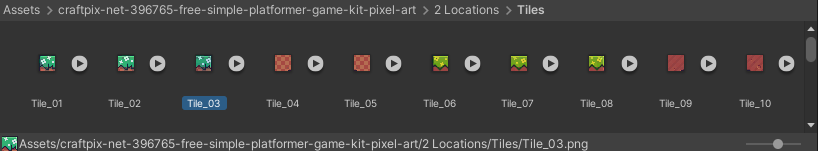 Assets > craftpix-net-396765-free-simple-platformer-game-kit-pixel-art > 2 Locations > Tiles
Tile_01 Tile_02 Tile_03 Tile_04 Tile_05 Tile_06 Tile_07 Tile_08 Tile_09 Tile_10
Assets/craftpix-net-396765-free-simple-platformer-game-kit-pixel-art/2 Locations/Tiles/Tile_03.png